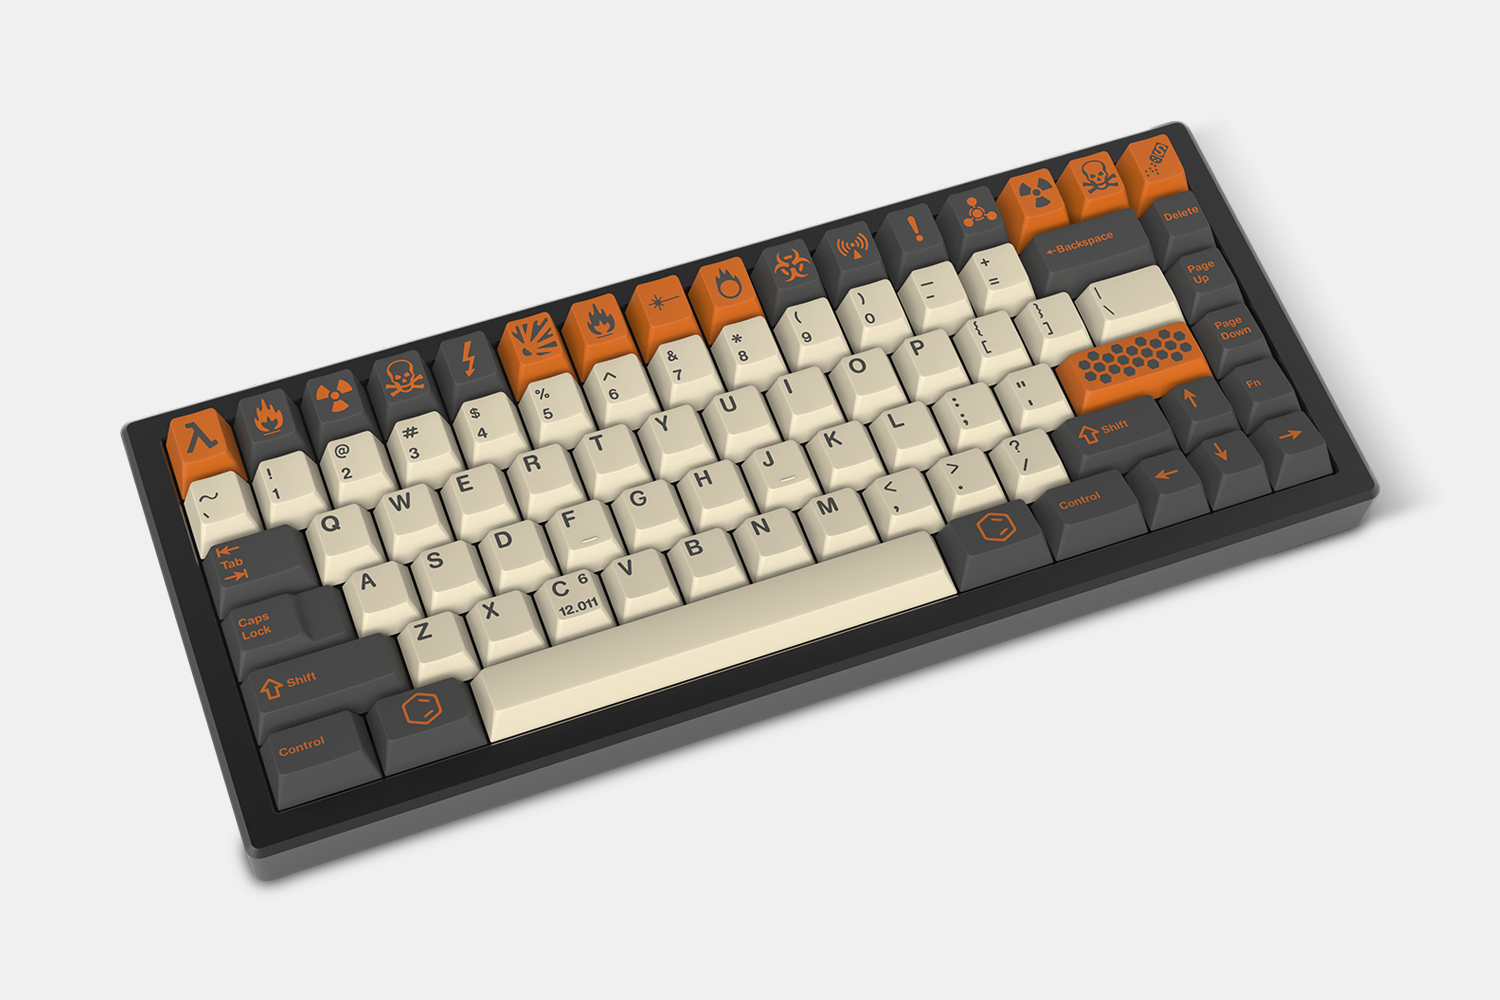 λ
~ `
! 1
@ 2
# 3
$ 4
% 5
^ 6
& 7
* 8
( 9
) 0
_ -
+ =
←Backspace
Delete
Tab
Q W E R T Y U I O P { [ } ] | \
Page
Up
Caps
Lock
A S D F _ G H J _ K L : ; " '
Page
Down
Shift
Z X C 6
12.011
V B N M < , > . ? /
Shift
↑
Fn
Control
Control
← ↓ →